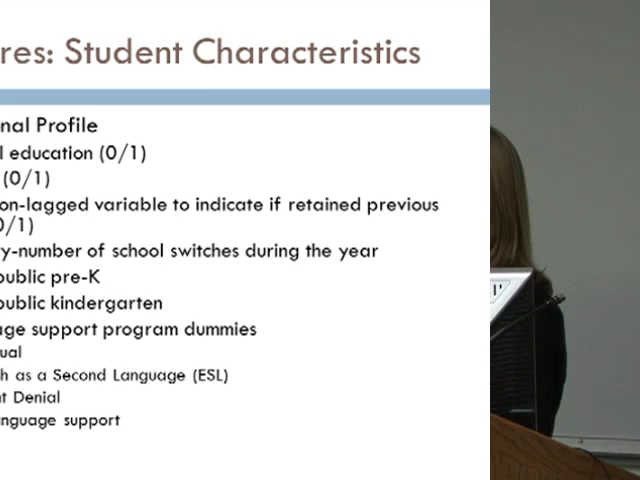 res: Student Characteristics
nal Profile
l education (0/1)
(0/1)
on-lagged variable to indicate if retained previous
0/1)
y-number of school switches during the year
public pre-K
public kindergarten
age support program dummies
ual
h as a Second Language (ESL)
nt Denial
nguage support